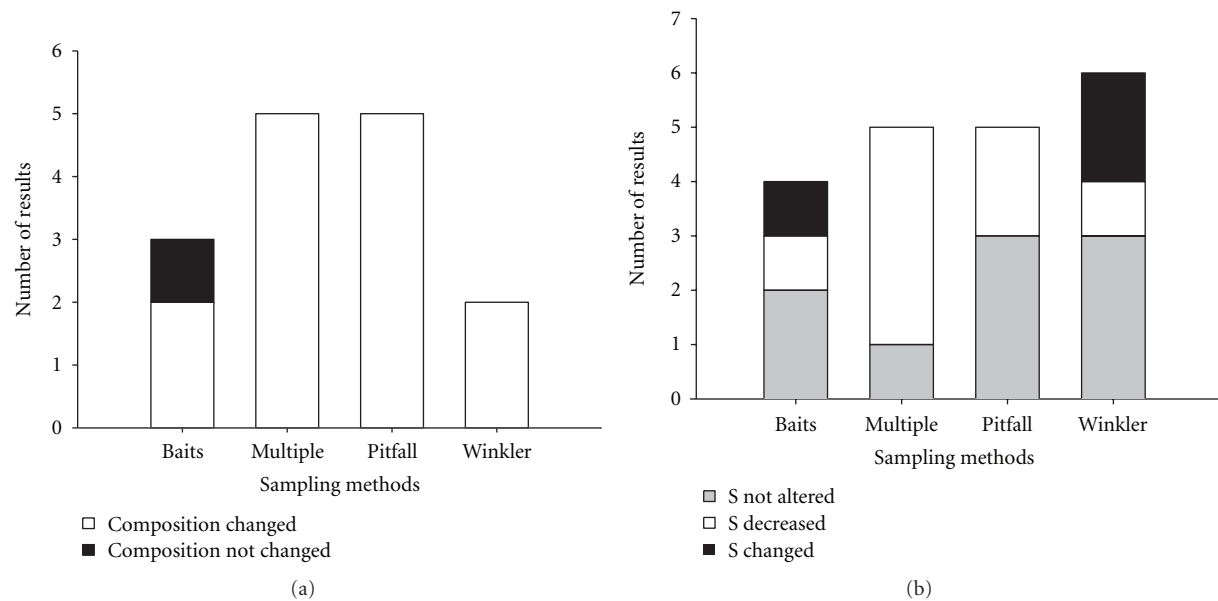 6
5
4
3
2
1
0
Number of results
Baits Multiple Pitfall Winkler
Sampling methods
Composition changed
Composition not changed
(a)
7
6
5
4
3
2
1
0
Number of results
Baits Multiple Pitfall Winkler
Sampling methods
S not altered
S decreased
S changed
(b)